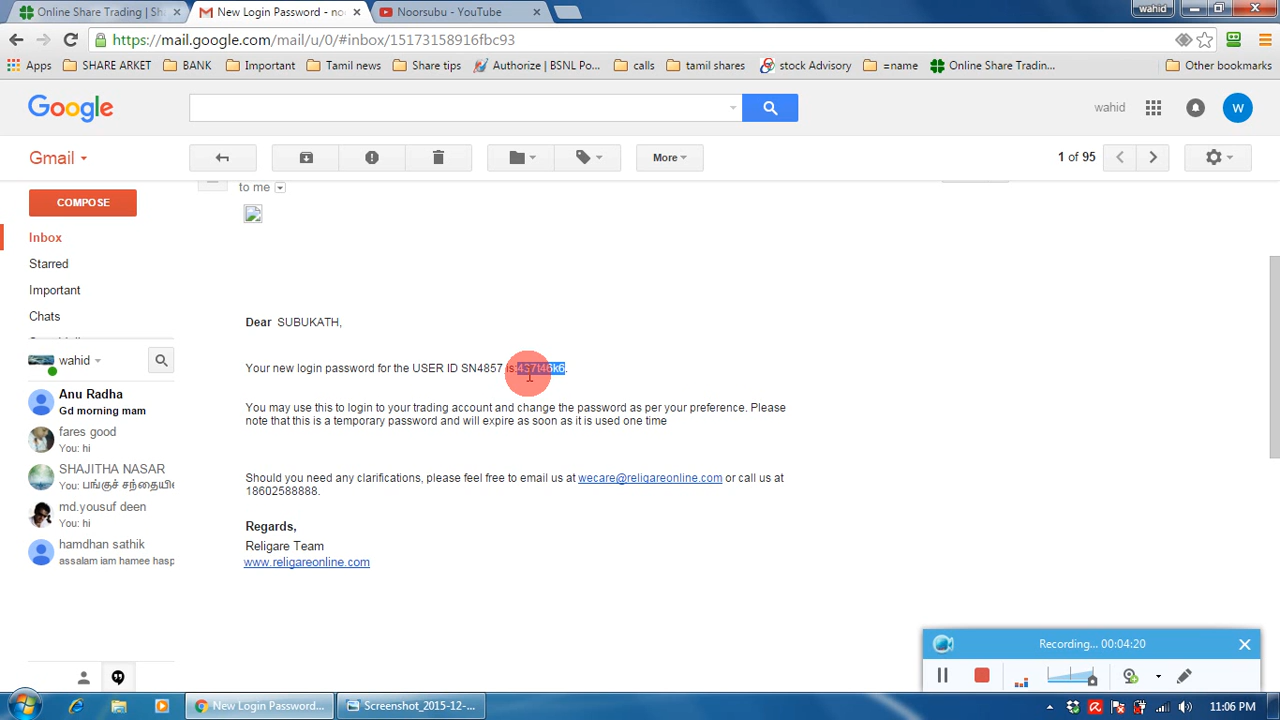 Online Share Trading | Sh
New Login Password - no
Noorsubu - YouTube
wahid
https://mail.google.com/mail/u/0/#inbox/15173158916fbc93
Apps
SHARE ARKET
BANK
Important
Tamil news
Share tips
Authorize | BSNL Po...
calls
tamil shares
stock Advisory
=name
Online Share Tradin...
Other bookmarks
Google
wahid
W
Gmail
More
1 of 95
COMPOSE
to me
Inbox
Starred
Important
Chats
wahid
Anu Radha
Gd morning mam
fares good
You: hi
SHAJITHA NASAR
You: பங்குச் சந்தையி
md.yousuf deen
You: hi
hamdhan sathik
assalam iam hamee hasp
Dear SUBUKATH,
Your new login password for the USER ID SN4857 is
You may use this to login to your trading account and change the password as per your preference. Please
note that this is a temporary password and will expire as soon as it is used one time
Should you need any clarifications, please feel free to email us at wecare@religareonline.com or call us at
18602588888.
Regards,
Religare Team
www.religareonline.com
Recording... 00:04:20
New Login Password...
Screenshot_2015-12-...
11:06 PM